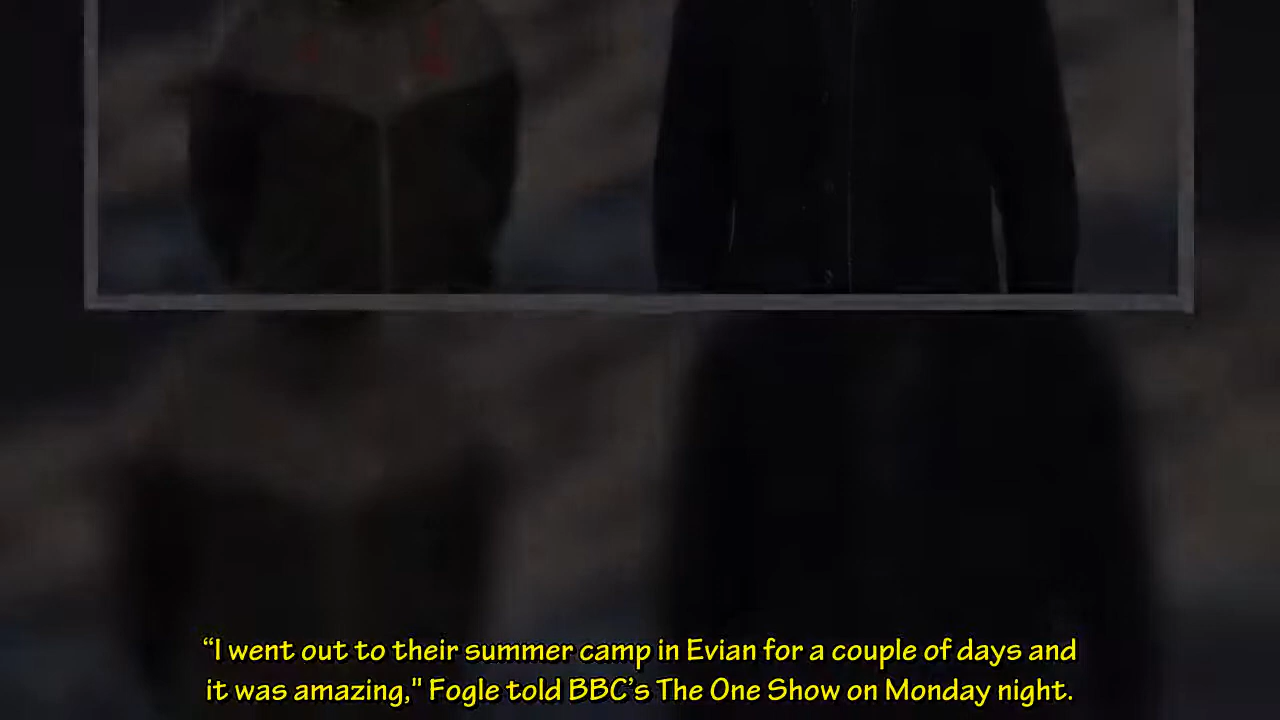 “I went out to their summer camp in Evian for a couple of days and
it was amazing," Fogle told BBC’s The One Show on Monday night.